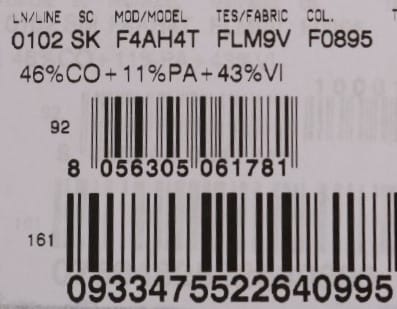 LN/LINE SC MOD/MODEL TES/FABRIC COL.
0102 SK F4AH4T FLM9V F0895
46%CO+11%PA+43%VI
92
8 056305 061781
161
0933475522640995